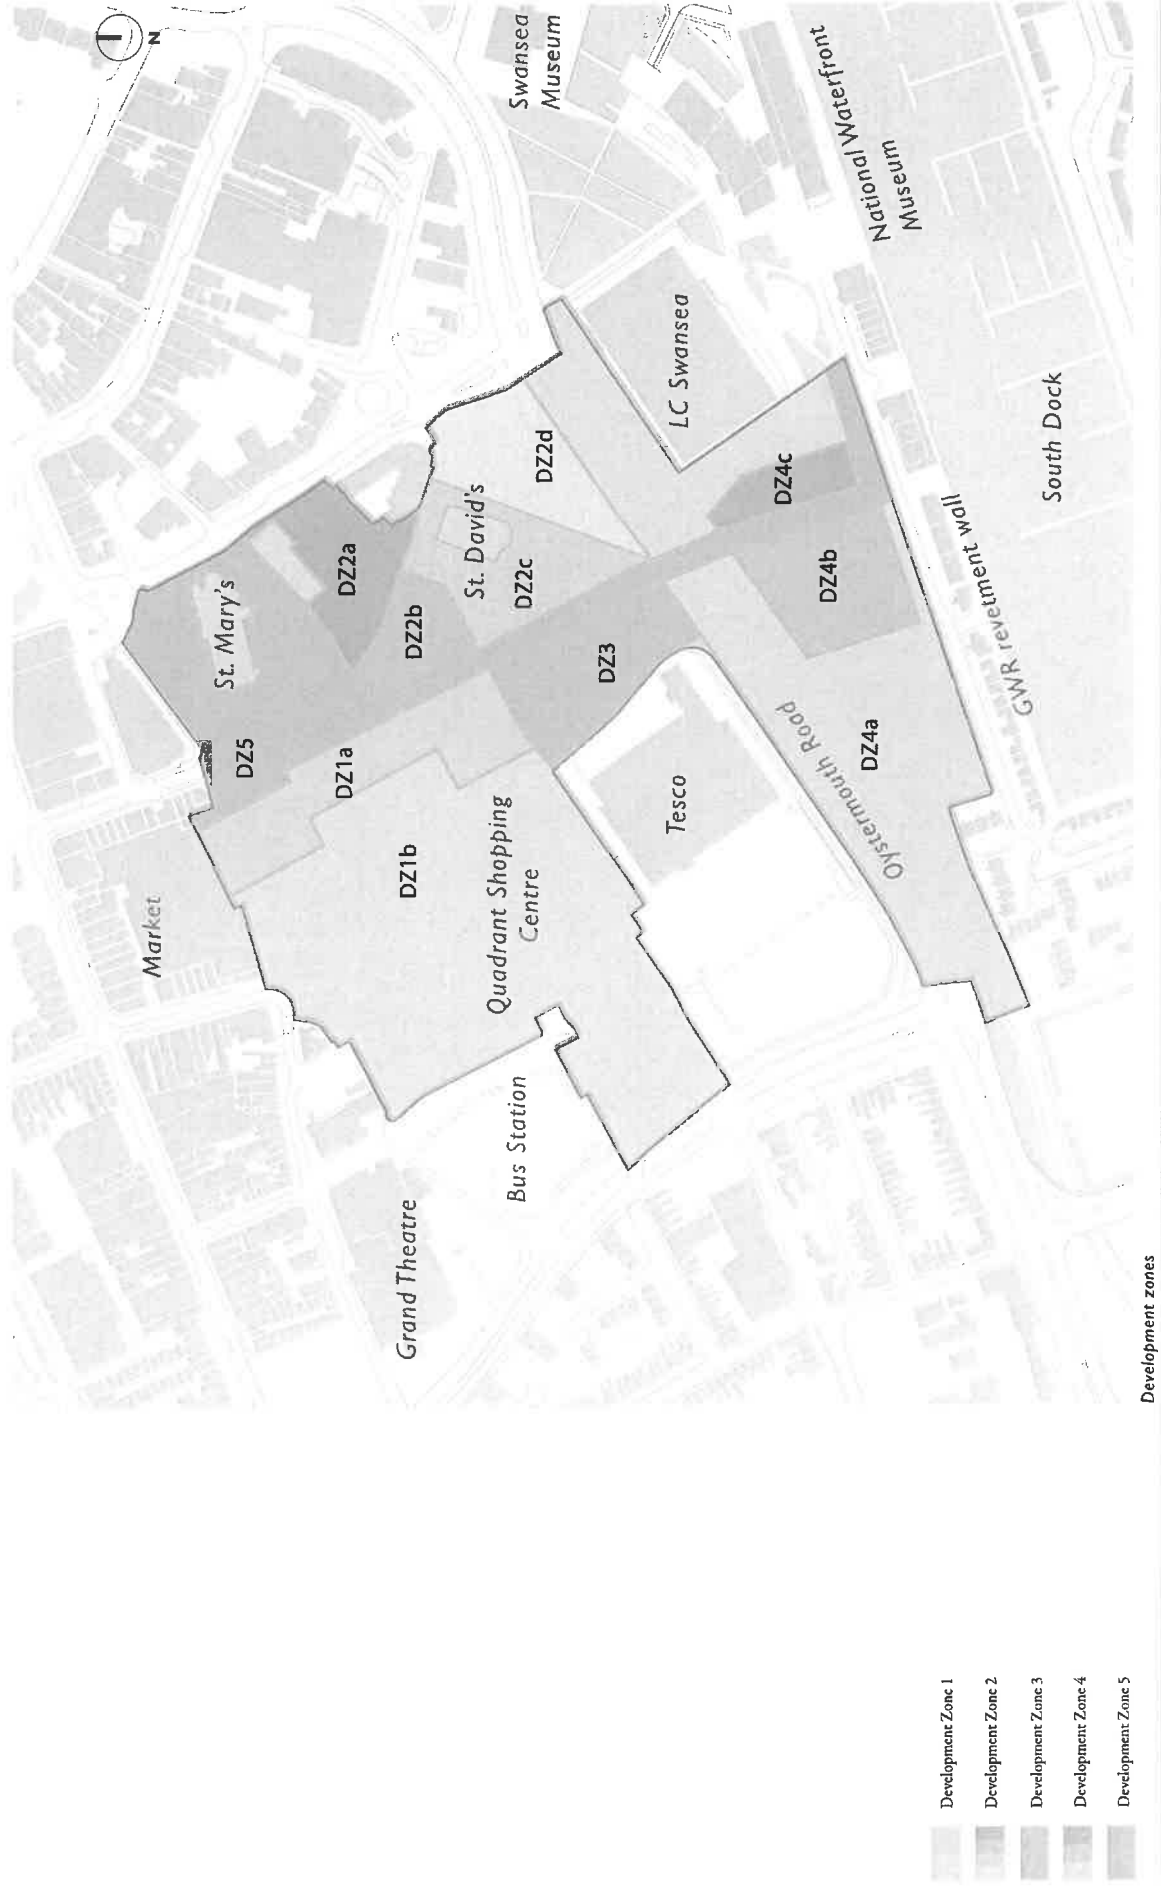 N
Swansea
Museum
National Waterfront
Museum
LC Swansea
South Dock
GWR revetment wall
St. Mary's
DZ2a
DZ2b
St. David's
DZ2c
DZ2d
DZ3
DZ4c
DZ4b
DZ4a
DZ5
DZ1a
DZ1b
Market
Quadrant Shopping
Centre
Tesco
Oystermouth Road
Bus Station
Grand Theatre
Development zones
Development Zone 1
Development Zone 2
Development Zone 3
Development Zone 4
Development Zone 5